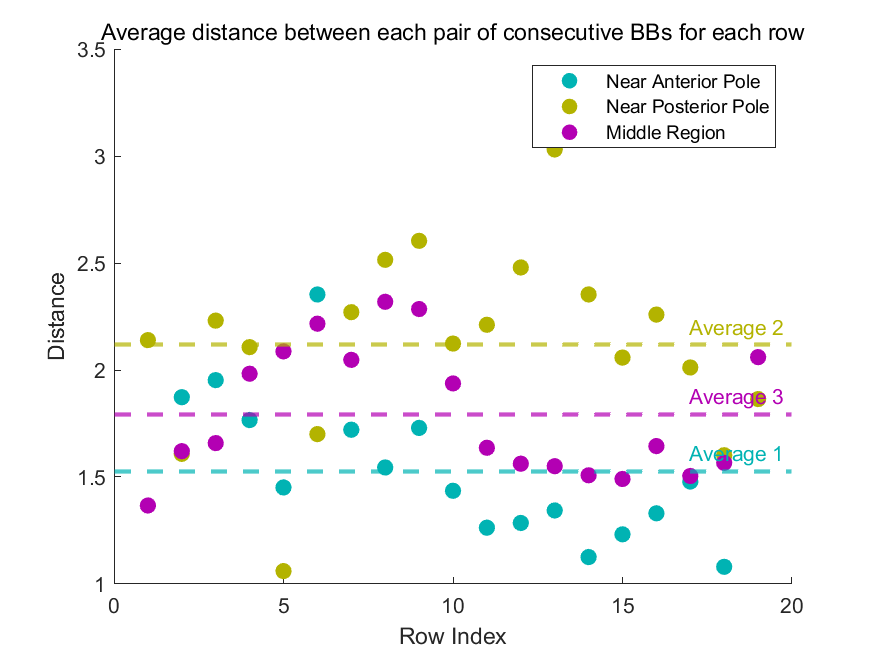 Average distance between each pair of consecutive BBs for each row
3.5
3
2.5
2
1.5
1
Distance
Near Anterior Pole
Near Posterior Pole
Middle Region
Average 2
Average 3
Average 1
0
5
10
15
20
Row Index